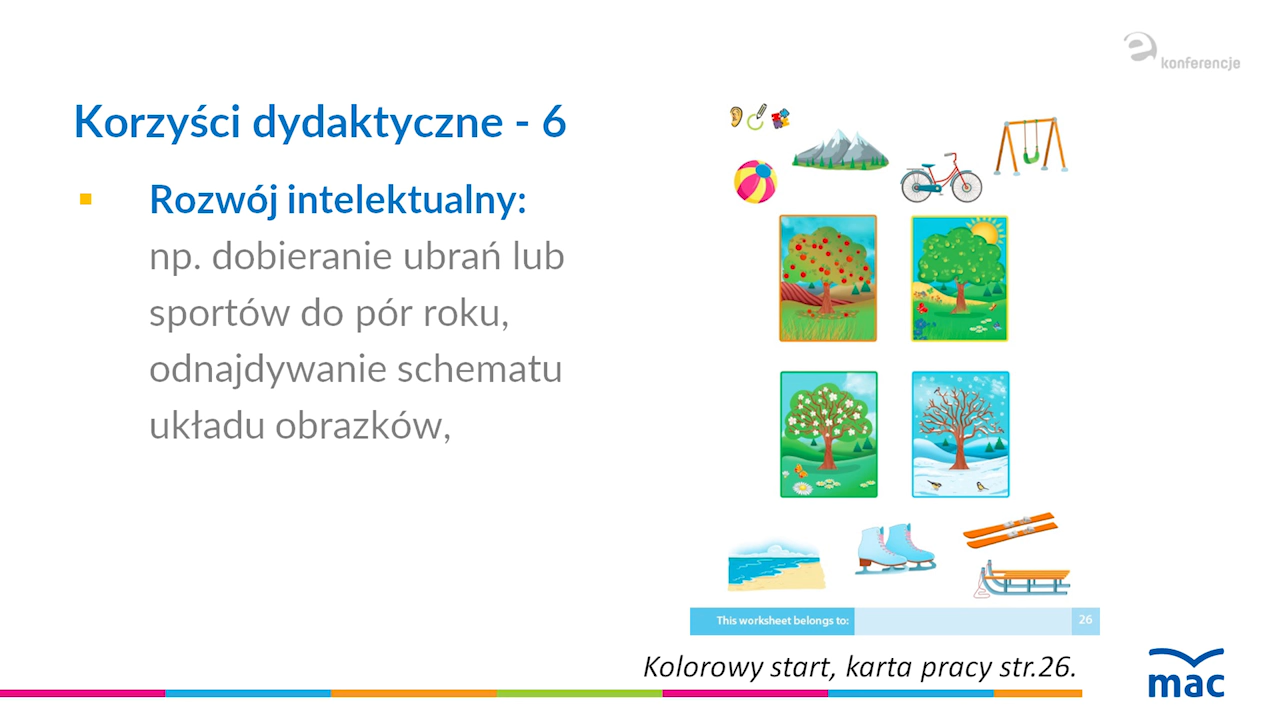 konferencje
Korzyści dydaktyczne - 6
Rozwój intelektualny:
np. dobieranie ubrań lub
sportów do pór roku,
odnajdywanie schematu
układu obrazków,
This worksheet belongs to:
26
Kolorowy start, karta pracy str.26.
mac